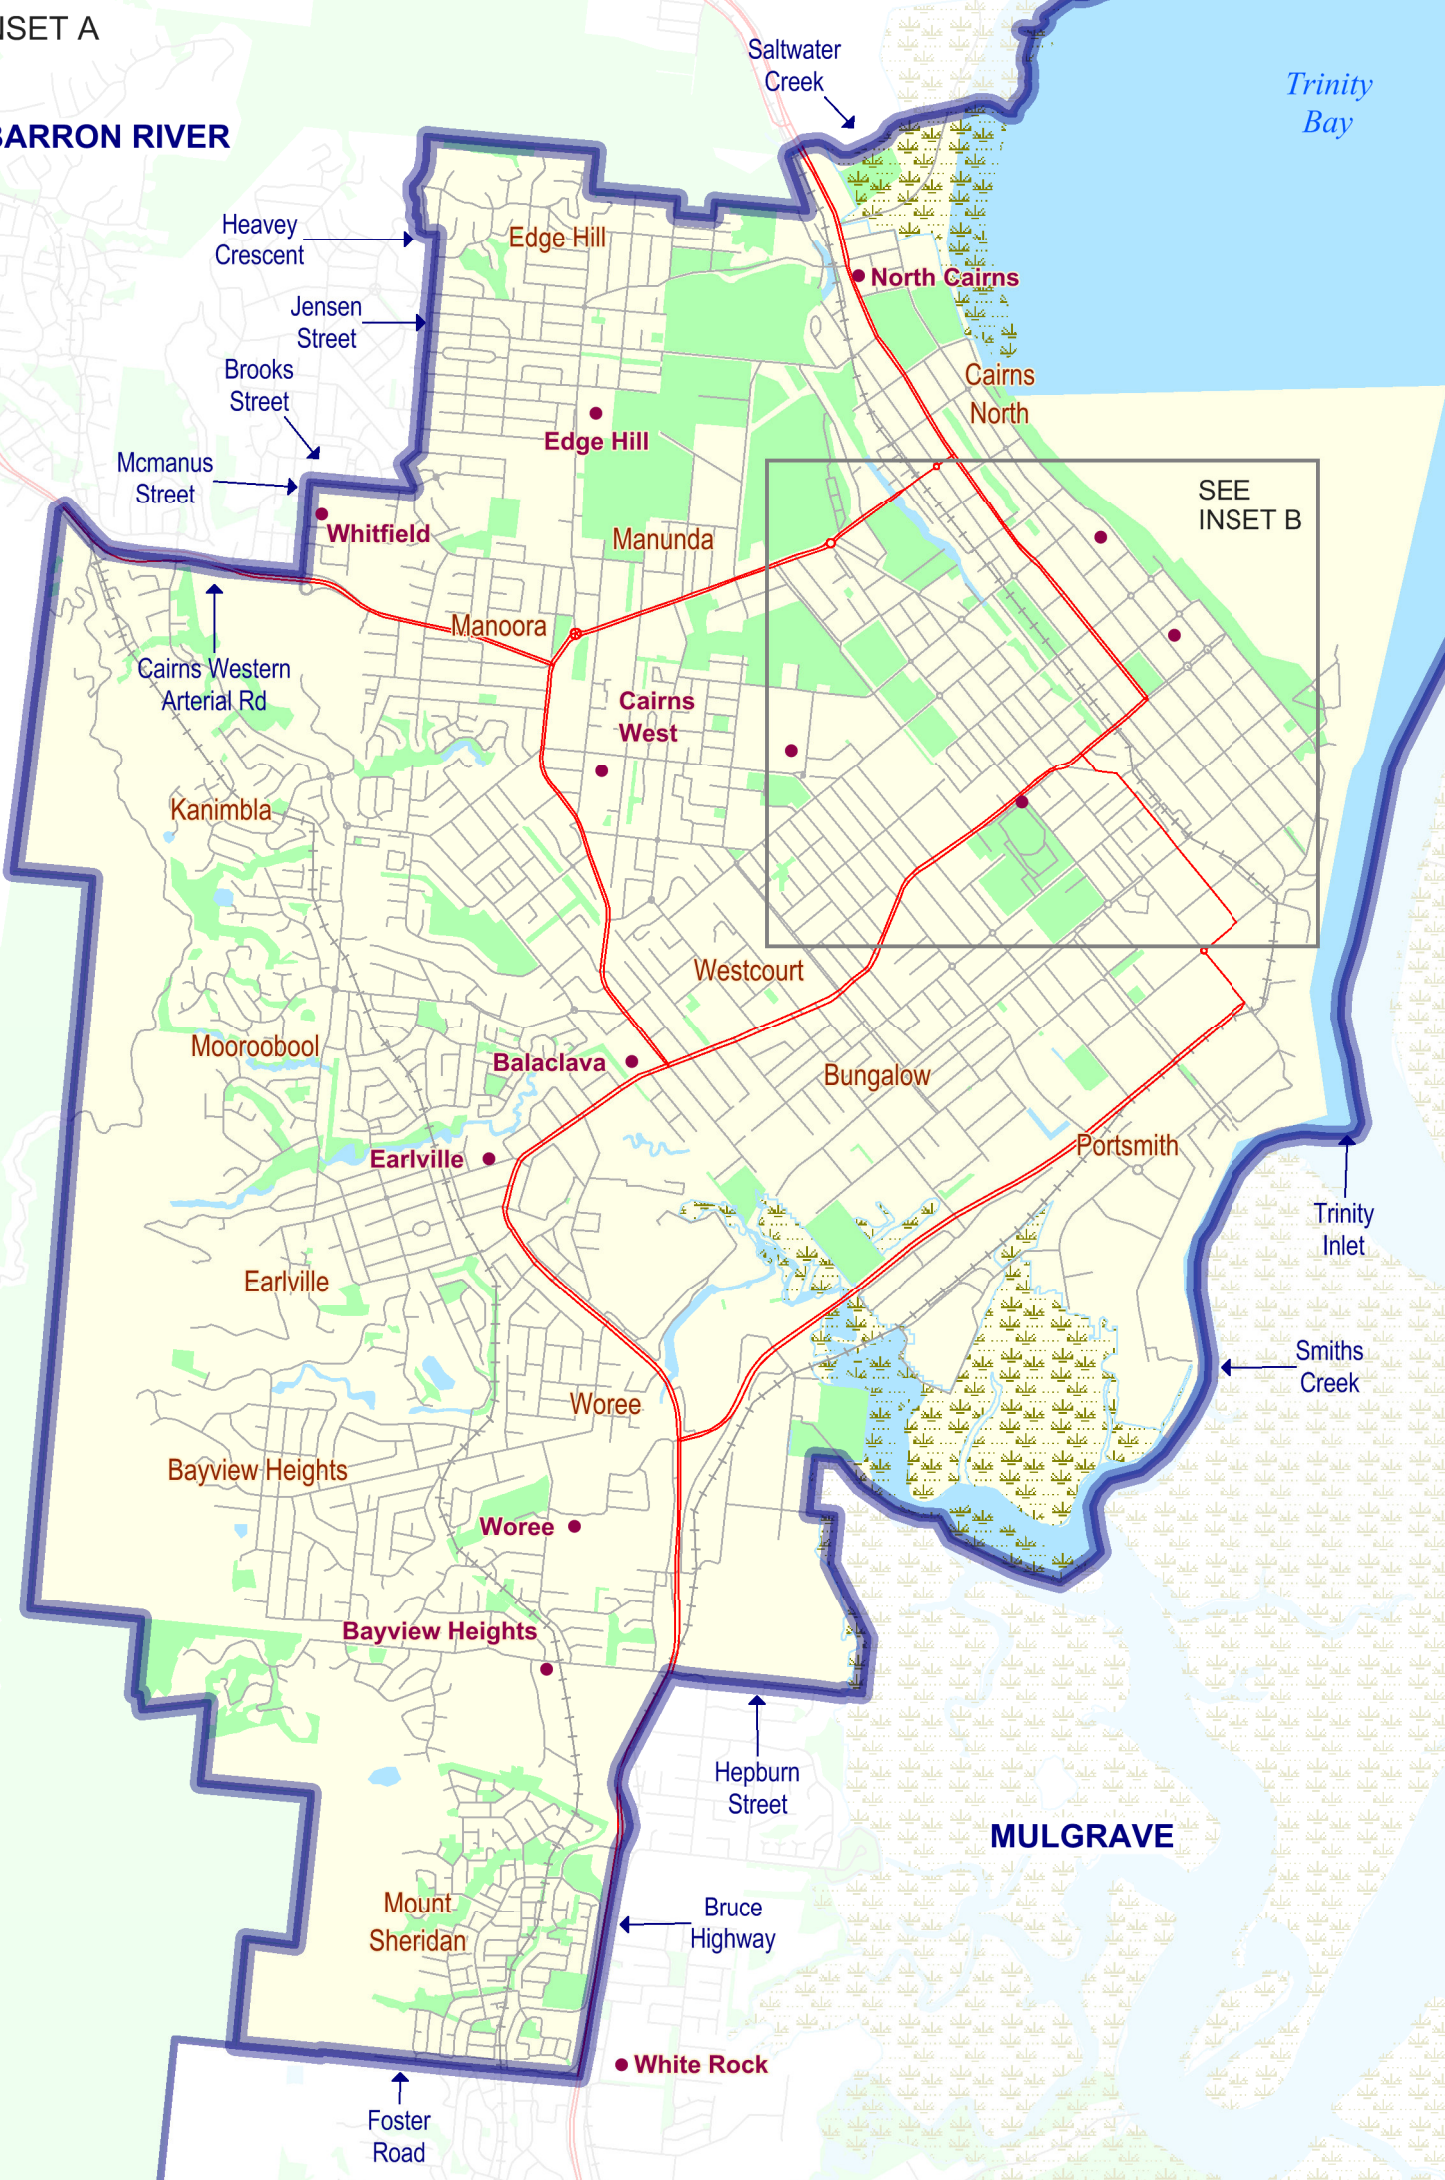 NSET A
Saltwater
Creek
Trinity
Bay
BARRON RIVER
Heavey
Crescent
Edge Hill
North Cairns
Jensen
Street
Brooks
Street
Cairns
North
Edge Hill
Mcmanus
Street
SEE
INSET B
Whitfield
Manunda
Manoora
Cairns Western
Arterial Rd
Cairns
West
Kanimbla
Westcourt
Mooroobool
Balaclava
Bungalow
Portsmith
Earlville
Trinity
Inlet
Earlville
Smiths
Creek
Woree
Bayview Heights
Woree
Bayview Heights
Hepburn
Street
MULGRAVE
Mount
Sheridan
Bruce
Highway
White Rock
Foster
Road